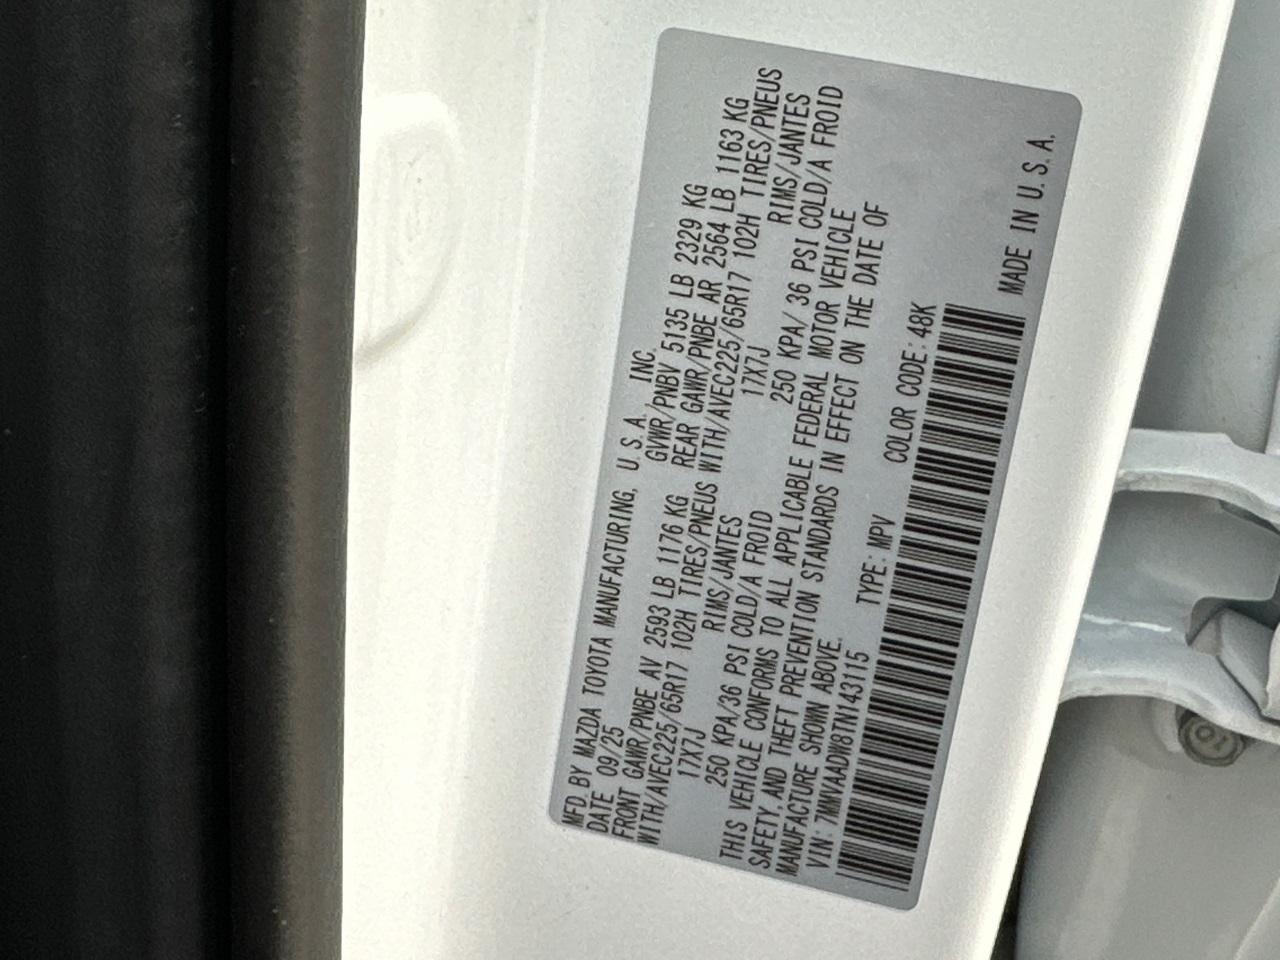 MFD. BY MAZDA TOYOTA MANUFACTURING, U.S.A., INC.
DATE 09/25 GVWR/PNBV 5135 LB 2329 KG
FRONT GAWR/PNBE AV 2593 LB 1176 KG REAR GAWR/PNBE AR 2564 LB 1163 KG
WITH/AVEC225/65R17 102H TIRES/PNEUS WITH/AVEC225/65R17 102H TIRES/PNEUS
17X7J RIMS/JANTES 17X7J RIMS/JANTES
250 KPA/36 PSI COLD/A FROID 250 KPA/ 36 PSI COLD/A FROID
THIS VEHICLE CONFORMS TO ALL APPLICABLE FEDERAL MOTOR VEHICLE
SAFETY, AND THEFT PREVENTION STANDARDS IN EFFECT ON THE DATE OF
MANUFACTURE SHOWN ABOVE.
VIN: 7MMVAADW8TN143115 TYPE: MPV COLOR CODE: 48K
MADE IN U.S.A.
10